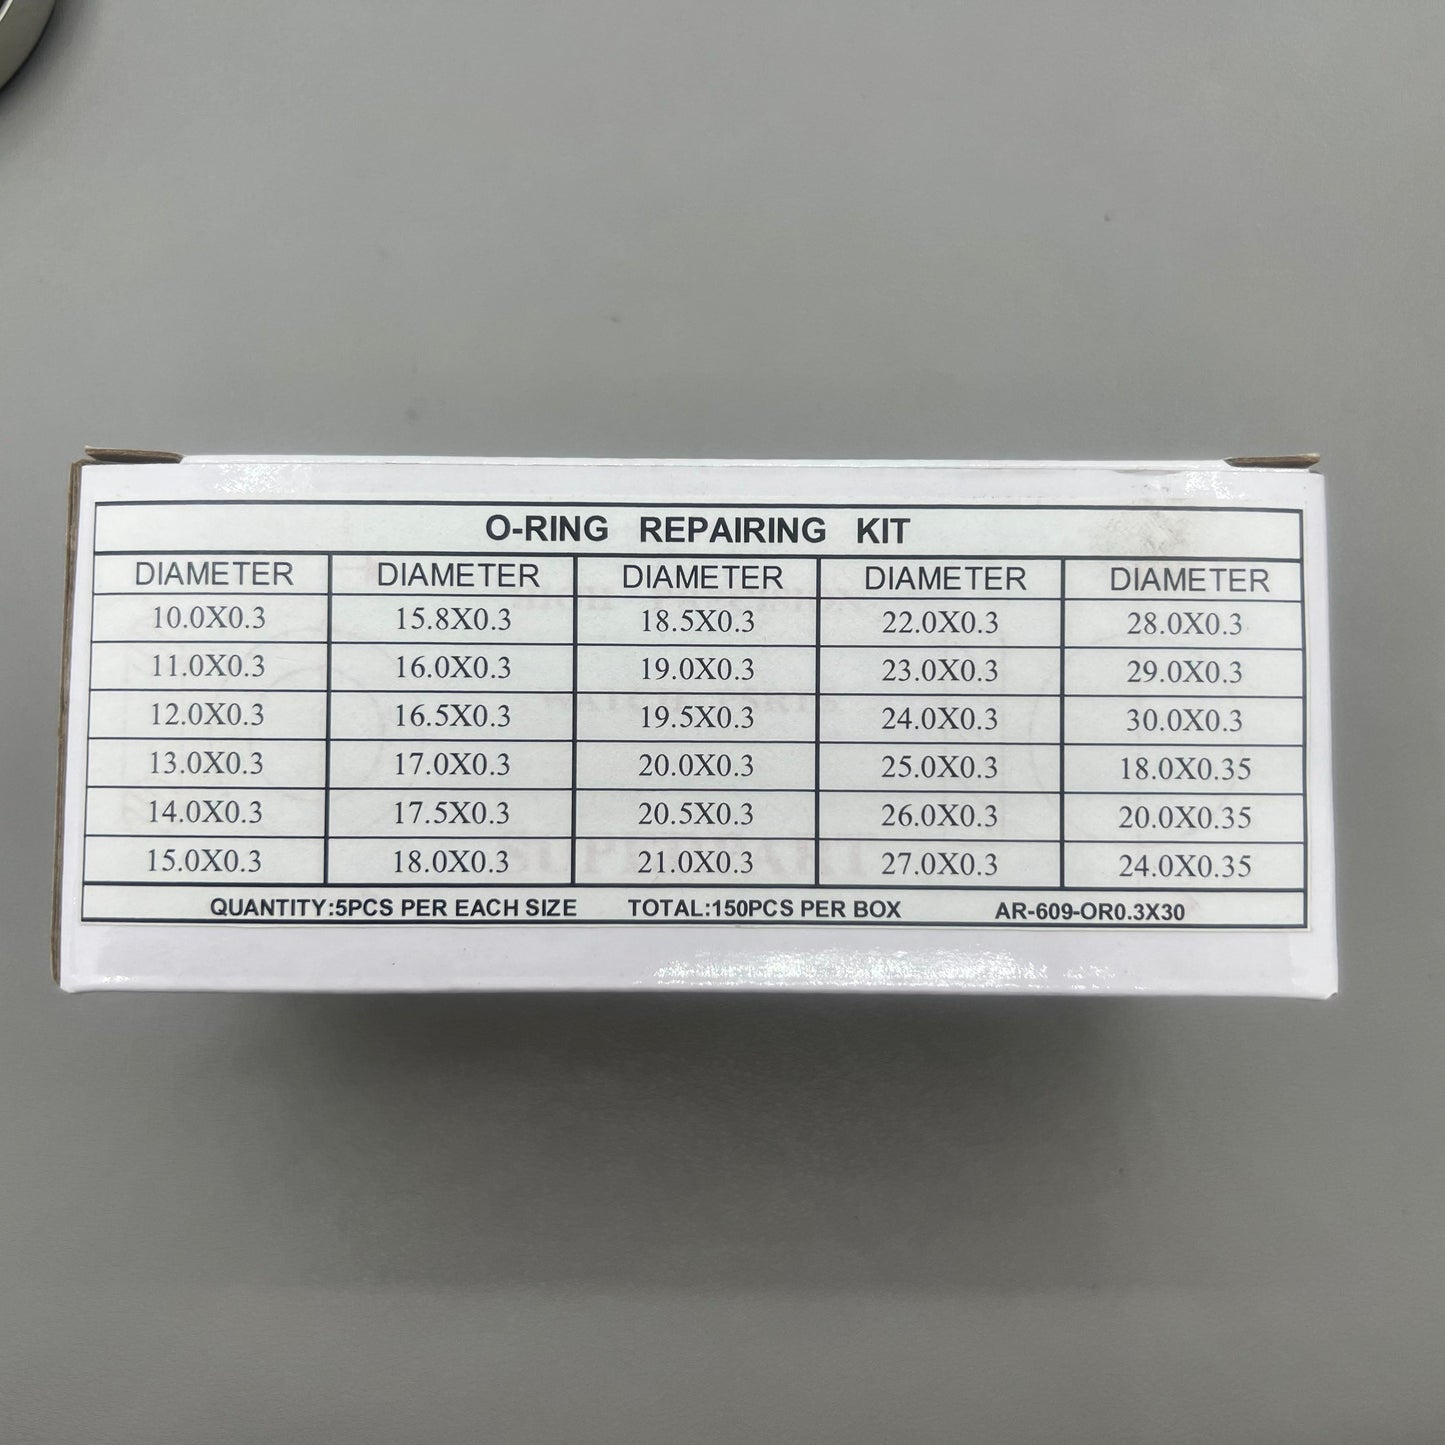 O-RING REPAIRING KIT
DIAMETER DIAMETER DIAMETER DIAMETER DIAMETER
10.0X0.3 15.8X0.3 18.5X0.3 22.0X0.3 28.0X0.3
11.0X0.3 16.0X0.3 19.0X0.3 23.0X0.3 29.0X0.3
12.0X0.3 16.5X0.3 19.5X0.3 24.0X0.3 30.0X0.3
13.0X0.3 17.0X0.3 20.0X0.3 25.0X0.3 18.0X0.35
14.0X0.3 17.5X0.3 20.5X0.3 26.0X0.3 20.0X0.35
15.0X0.3 18.0X0.3 21.0X0.3 27.0X0.3 24.0X0.35
QUANTITY:5PCS PER EACH SIZE TOTAL:150PCS PER BOX AR-609-OR0.3X30